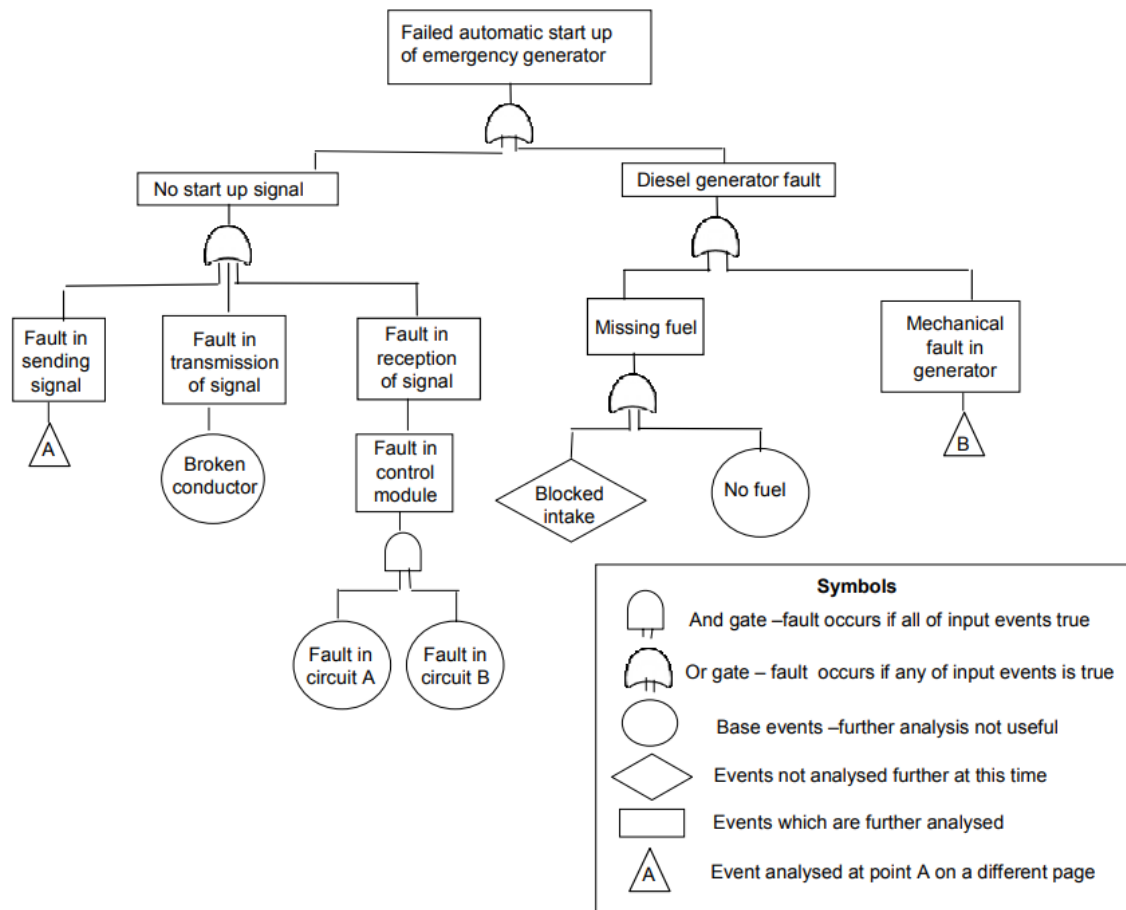 Failed automatic start up
of emergency generator
No start up signal
Diesel generator fault
Fault in
sending
signal
Fault in
transmission
of signal
Fault in
reception
of signal
Missing fuel
Mechanical
fault in
generator
A
Broken
conductor
Fault in
control
module
Blocked
intake
No fuel
B
Fault in
circuit A
Fault in
circuit B
Symbols
And gate –fault occurs if all of input events true
Or gate – fault occurs if any of input events is true
Base events –further analysis not useful
Events not analysed further at this time
Events which are further analysed
A
Event analysed at point A on a different page